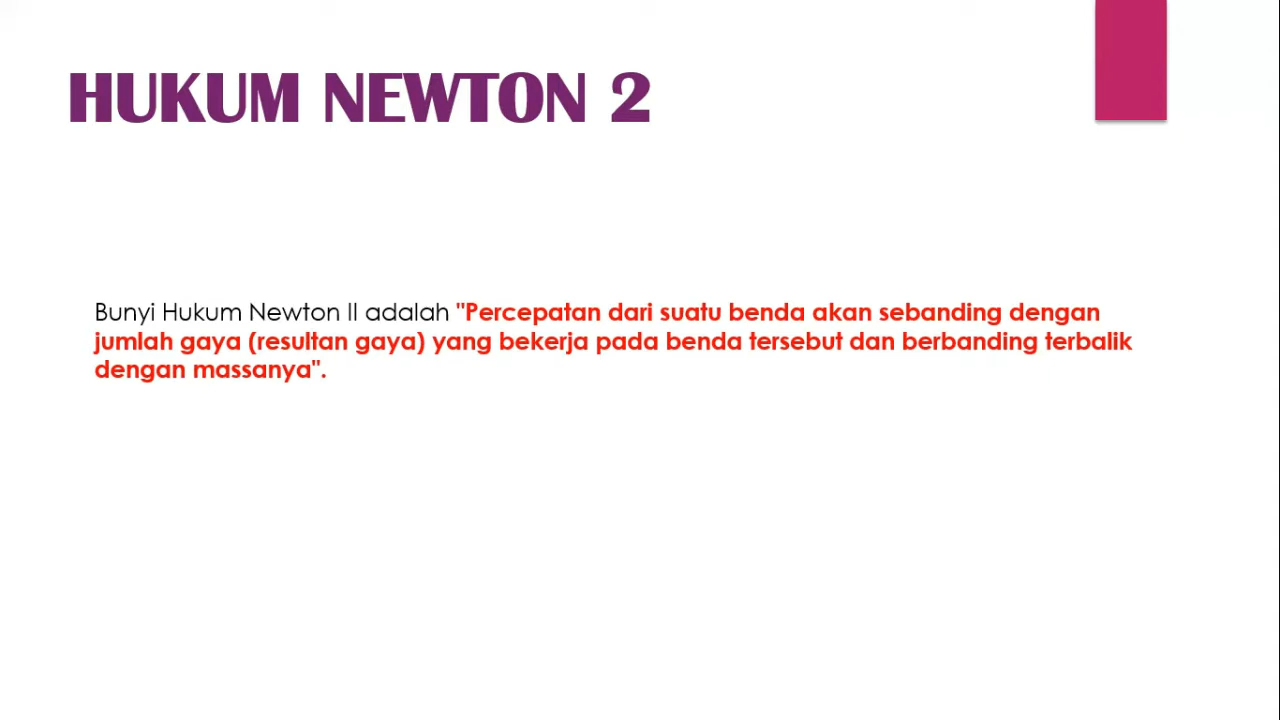 HUKUM NEWTON 2
Bunyi Hukum Newton II adalah "Percepatan dari suatu benda akan sebanding dengan
jumlah gaya (resultan gaya) yang bekerja pada benda tersebut dan berbanding terbalik
dengan massanya".